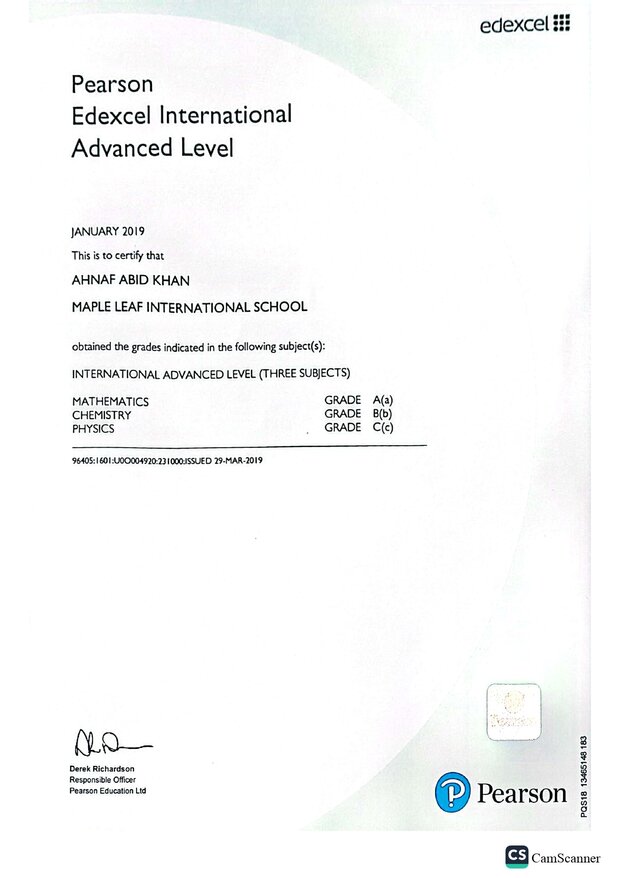 edexcel
Pearson
Edexcel International
Advanced Level
JANUARY 2019
This is to certify that
AHNAF ABID KHAN
MAPLE LEAF INTERNATIONAL SCHOOL
obtained the grades indicated in the following subject(s):
INTERNATIONAL ADVANCED LEVEL (THREE SUBJECTS)
MATHEMATICS GRADE A(a)
CHEMISTRY GRADE B(b)
PHYSICS GRADE C(c)
96405:1601:U0O004920:231000:ISSUED 29-MAR-2019
Pearson
Derek Richardson
Responsible Officer
Pearson Education Ltd
Pearson
PQS18 13465148 183
CS CamScanner